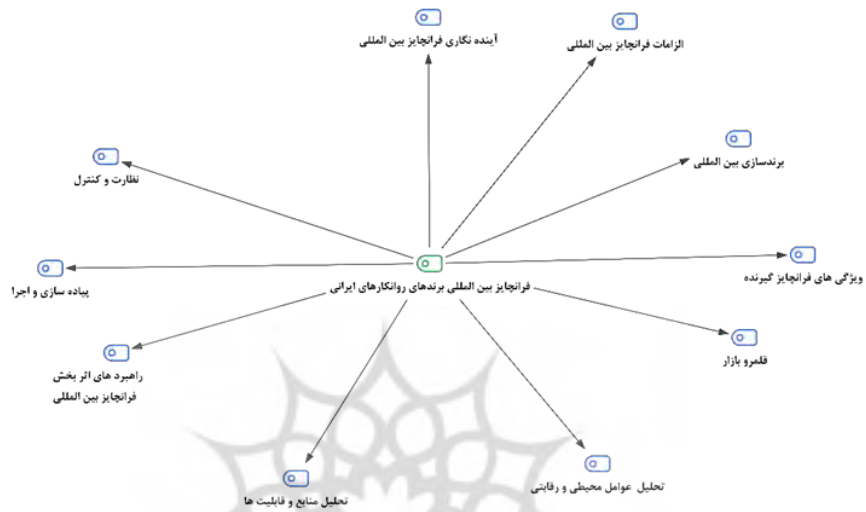 آینده نگاری فرانچایز بین المللی
الزامات فرانچایز بین المللی
برندسازی بین المللی
نظارت و کنترل
ویژگی های فرانچایز گیرنده
فرانچایز بین المللی برندهای روانکارهای ایرانی
پیاده سازی و اجرا
قلمرو بازار
راهبرد های اثر بخش
فرانچایز بین المللی
تحلیل عوامل محیطی و رقابتی
تحلیل منابع و قابلیت ها